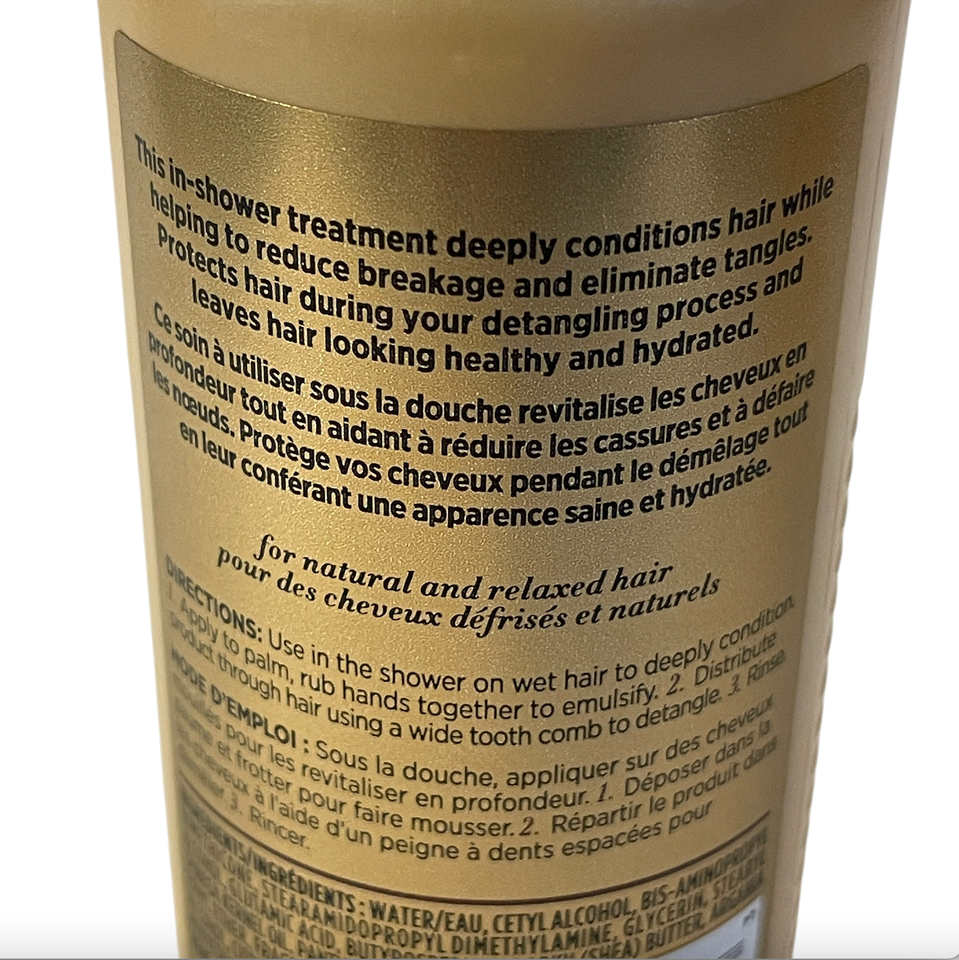 This in-shower treatment deeply conditions hair while
helping to reduce breakage and eliminate tangles.
Protects hair during your detangling process and
leaves hair looking healthy and hydrated.
Ce soin à utiliser sous la douche revitalise les cheveux en
profondeur tout en aidant à réduire les cassures et à défaire
les nœuds. Protège vos cheveux pendant le démêlage tout
en leur conférant une apparence saine et hydratée.
for natural and relaxed hair
pour des cheveux défrisés et naturels
DIRECTIONS: Use in the shower on wet hair to deeply condition.
1. Apply to palm, rub hands together to emulsify. 2. Distribute
product through hair using a wide tooth comb to detangle. 3. Rinse.
MODE D'EMPLOI : Sous la douche, appliquer sur des cheveux
pour les revitaliser en profondeur. 1. Déposer dans la
et frotter pour faire mousser. 2. Répartir le produit dans
cheveux à l'aide d'un peigne à dents espacées pour
3. Rincer.
INGRÉDIENTS : WATER/EAU, CETYL ALCOHOL, BIS-AMINOPROPYL
STEARAMIDOPROPYL DIMETHYLAMINE, GLYCERIN, STEARYL
GLUTAMIC ACID, (SHEA) BUTTER,